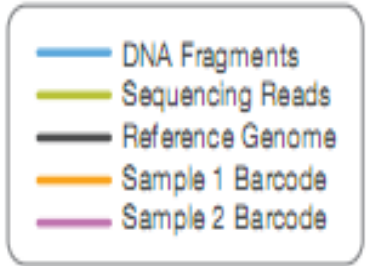 DNA Fragments
Sequencing Reads
Reference Genome
Sample 1 Barcode
Sample 2 Barcode